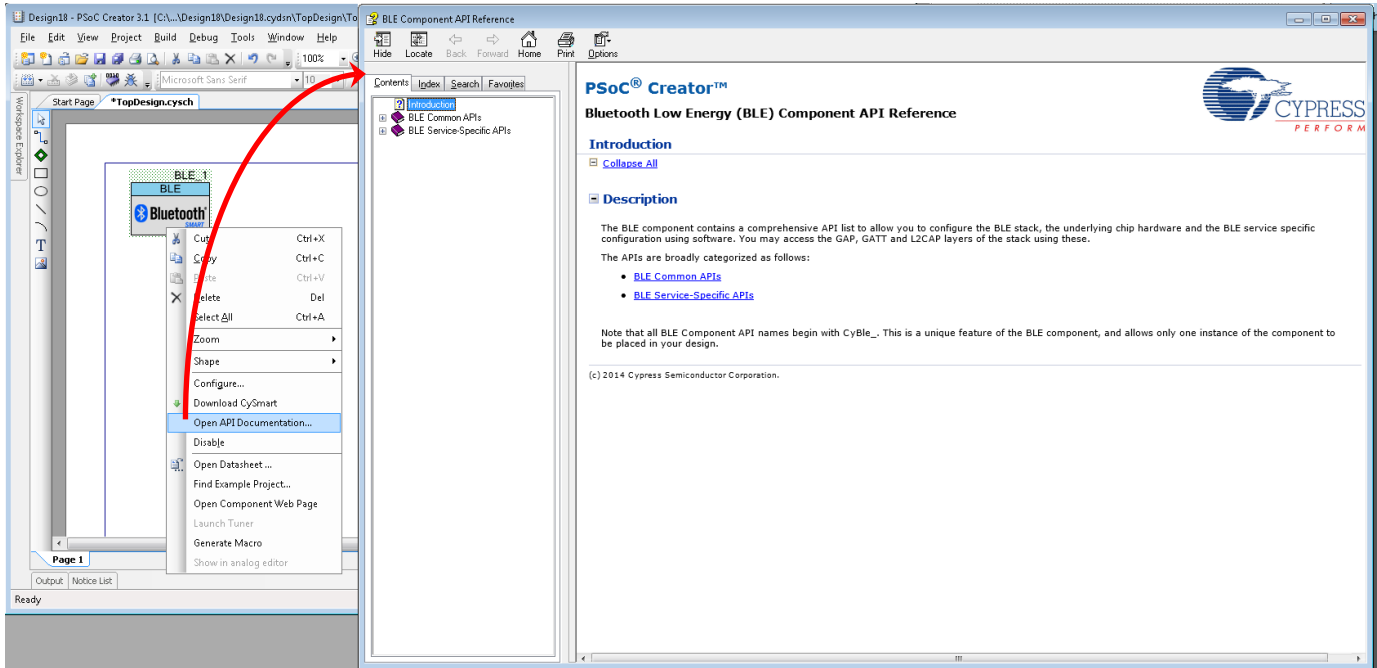 Design18 - PSoC Creator 3.1 [C:\...\Design18\Design18.cydsn\TopDesign\To
File Edit View Project Build Debug Tools Window Help
100%
Microsoft Sans Serif 10
Start Page *TopDesign.cysch
Workspace Explorer
BLE_1
BLE
Bluetooth
SMART
Cut Ctrl+X
Copy Ctrl+C
Paste Ctrl+V
Delete Del
Select All Ctrl+A
Zoom
Shape
Configure...
Download CySmart
Open API Documentation...
Disable
Open Datasheet ...
Find Example Project...
Open Component Web Page
Launch Tuner
Generate Macro
Show in analog editor
Page 1
Output Notice List
Ready
BLE Component API Reference
Hide Locate Back Forward Home Print Options
Contents Index Search Favorites
Introduction
BLE Common APIs
BLE Service-Specific APIs
PSoC® Creator™
CYPRESS
PERFORM
Bluetooth Low Energy (BLE) Component API Reference
Introduction
Collapse All
Description
The BLE component contains a comprehensive API list to allow you to configure the BLE stack, the underlying chip hardware and the BLE service specific
configuration using software. You may access the GAP, GATT and L2CAP layers of the stack using these.
The APIs are broadly categorized as follows:
• BLE Common APIs
• BLE Service-Specific APIs
Note that all BLE Component API names begin with CyBle_. This is a unique feature of the BLE component, and allows only one instance of the component to
be placed in your design.
(c) 2014 Cypress Semiconductor Corporation.